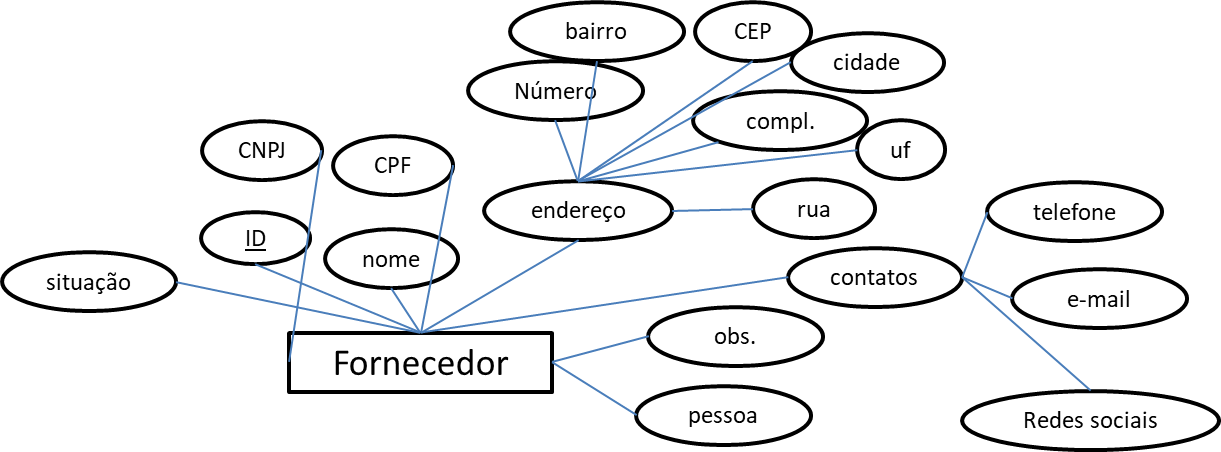 bairro
CEP
cidade
Número
compl.
CNPJ
CPF
uf
endereço
rua
telefone
ID
nome
situação
contatos
e-mail
obs.
Fornecedor
pessoa
Redes sociais